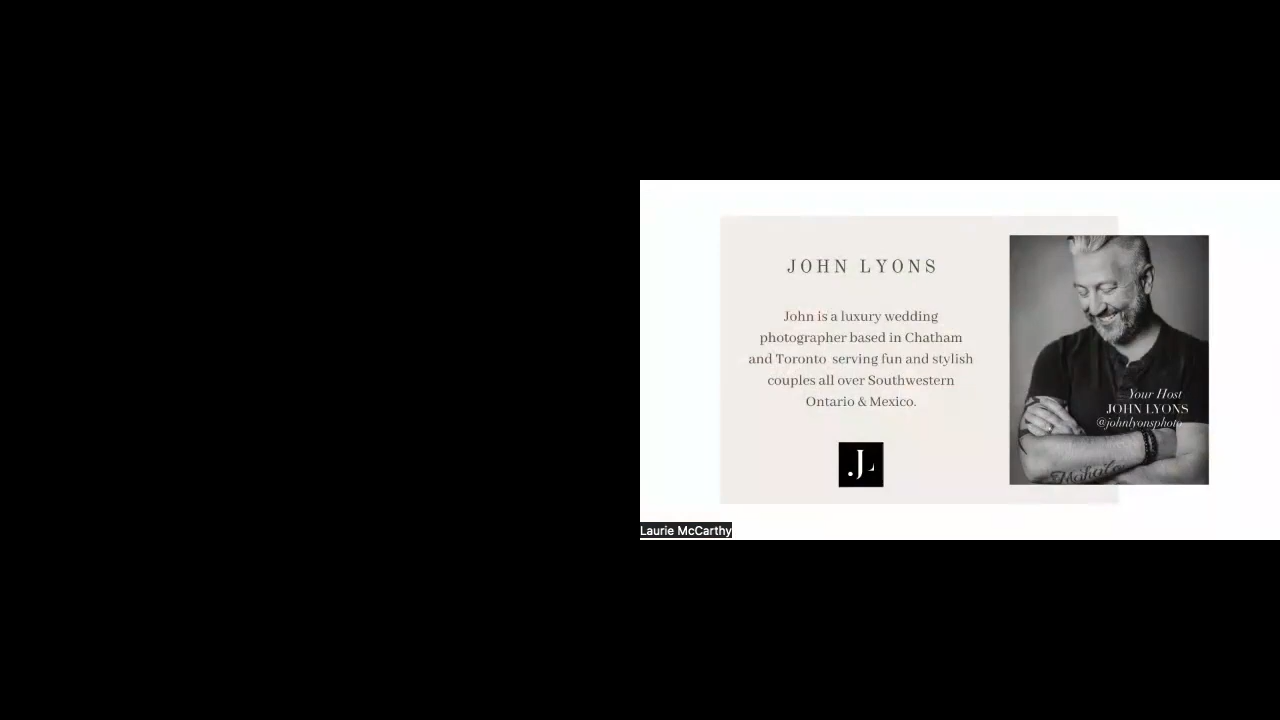 JOHN LYONS
John is a luxury wedding
photographer based in Chatham
and Toronto serving fun and stylish
couples all over Southwestern
Ontario & Mexico.
JL
Your Host
JOHN LYONS
@johnlyonsphoto
Laurie McCarthy